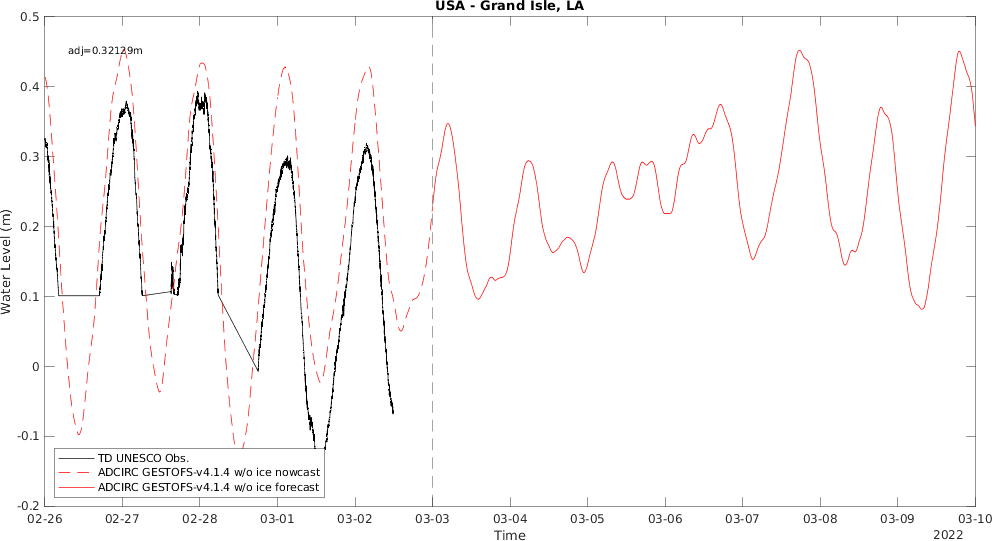 USA - Grand Isle, LA
0.5
0.4
0.3
0.2
0.1
0
-0.1
-0.2
Water Level (m)
adj=0.32129m
TD UNESCO Obs.
ADCIRC GESTOFS-v4.1.4 w/o ice nowcast
ADCIRC GESTOFS-v4.1.4 w/o ice forecast
02-26 02-27 02-28 03-01 03-02 03-03 03-04 03-05 03-06 03-07 03-08 03-09 03-10
Time
2022